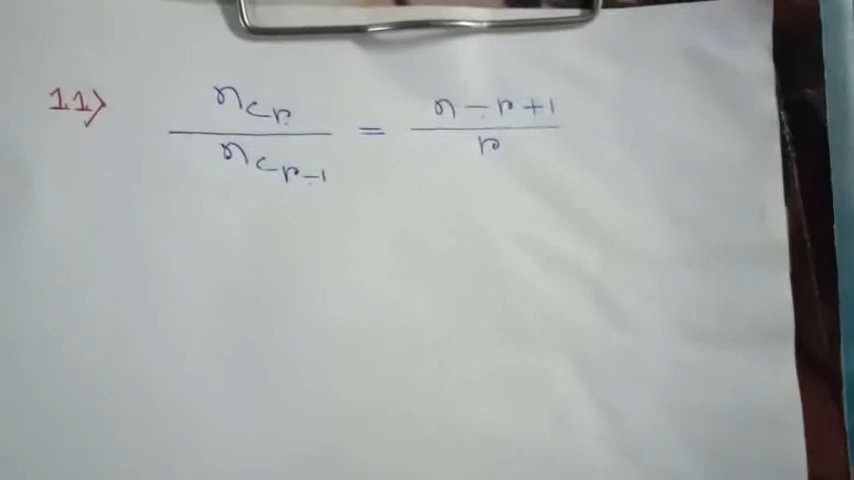 11) nCr / nCr-1 = n-r+1 / r